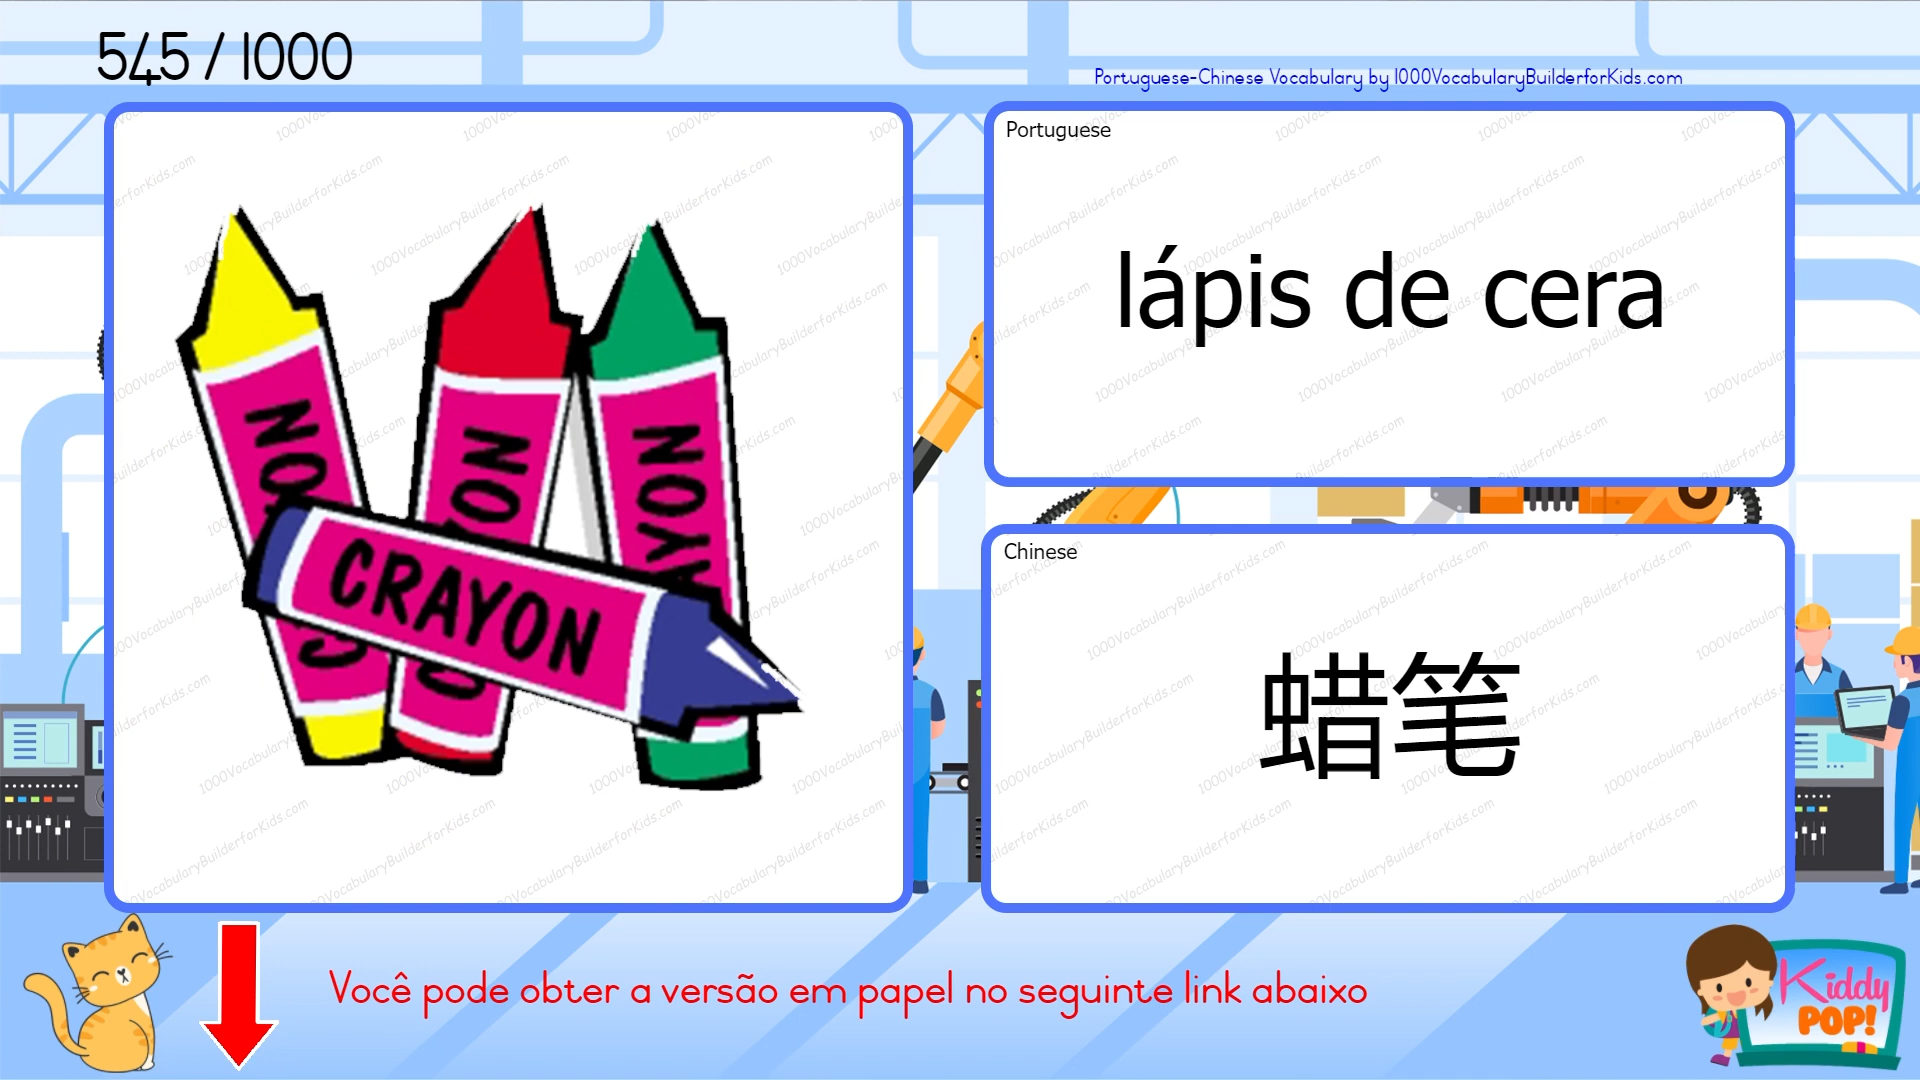 545 / 1000
Portuguese-Chinese Vocabulary by 1000VocabularyBuilderforKids.com
CRAYON
Portuguese
lápis de cera
Chinese
蜡笔
Você pode obter a versão em papel no seguinte link abaixo
Kiddy
POP!